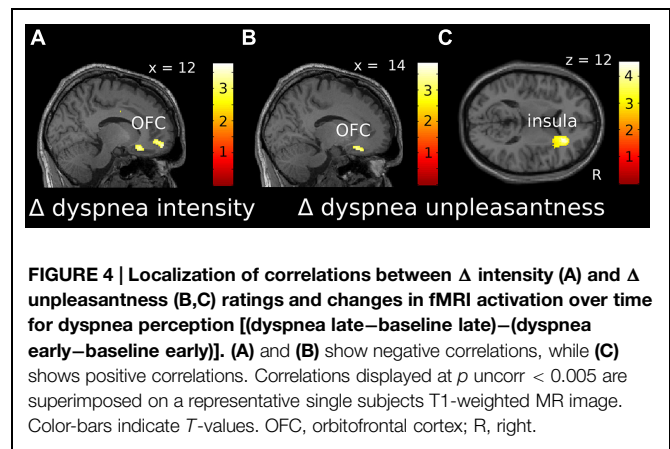 A
B
C
x = 12
x = 14
z = 12
3
2
1
3
2
1
4
3
2
1
OFC
OFC
insula
R
Δ dyspnea intensity
Δ dyspnea unpleasantness
FIGURE 4 | Localization of correlations between Δ intensity (A) and Δ
unpleasantness (B,C) ratings and changes in fMRI activation over time
for dyspnea perception [(dyspnea late−baseline late)−(dyspnea
early−baseline early)]. (A) and (B) show negative correlations, while (C)
shows positive correlations. Correlations displayed at p uncorr < 0.005 are
superimposed on a representative single subjects T1-weighted MR image.
Color-bars indicate T-values. OFC, orbitofrontal cortex; R, right.